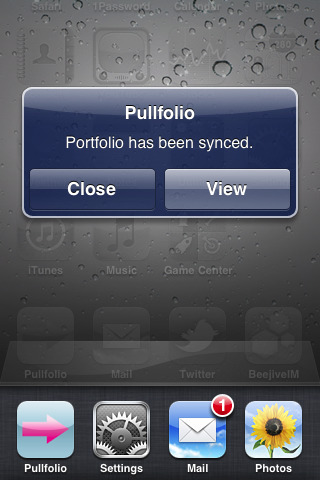 Safari 1Password Calendar Photos
Pullfolio
Portfolio has been synced.
Close View
iTunes Music Game Center
Pullfolio Mail Twitter BeejiveIM
1
Pullfolio Settings Mail Photos